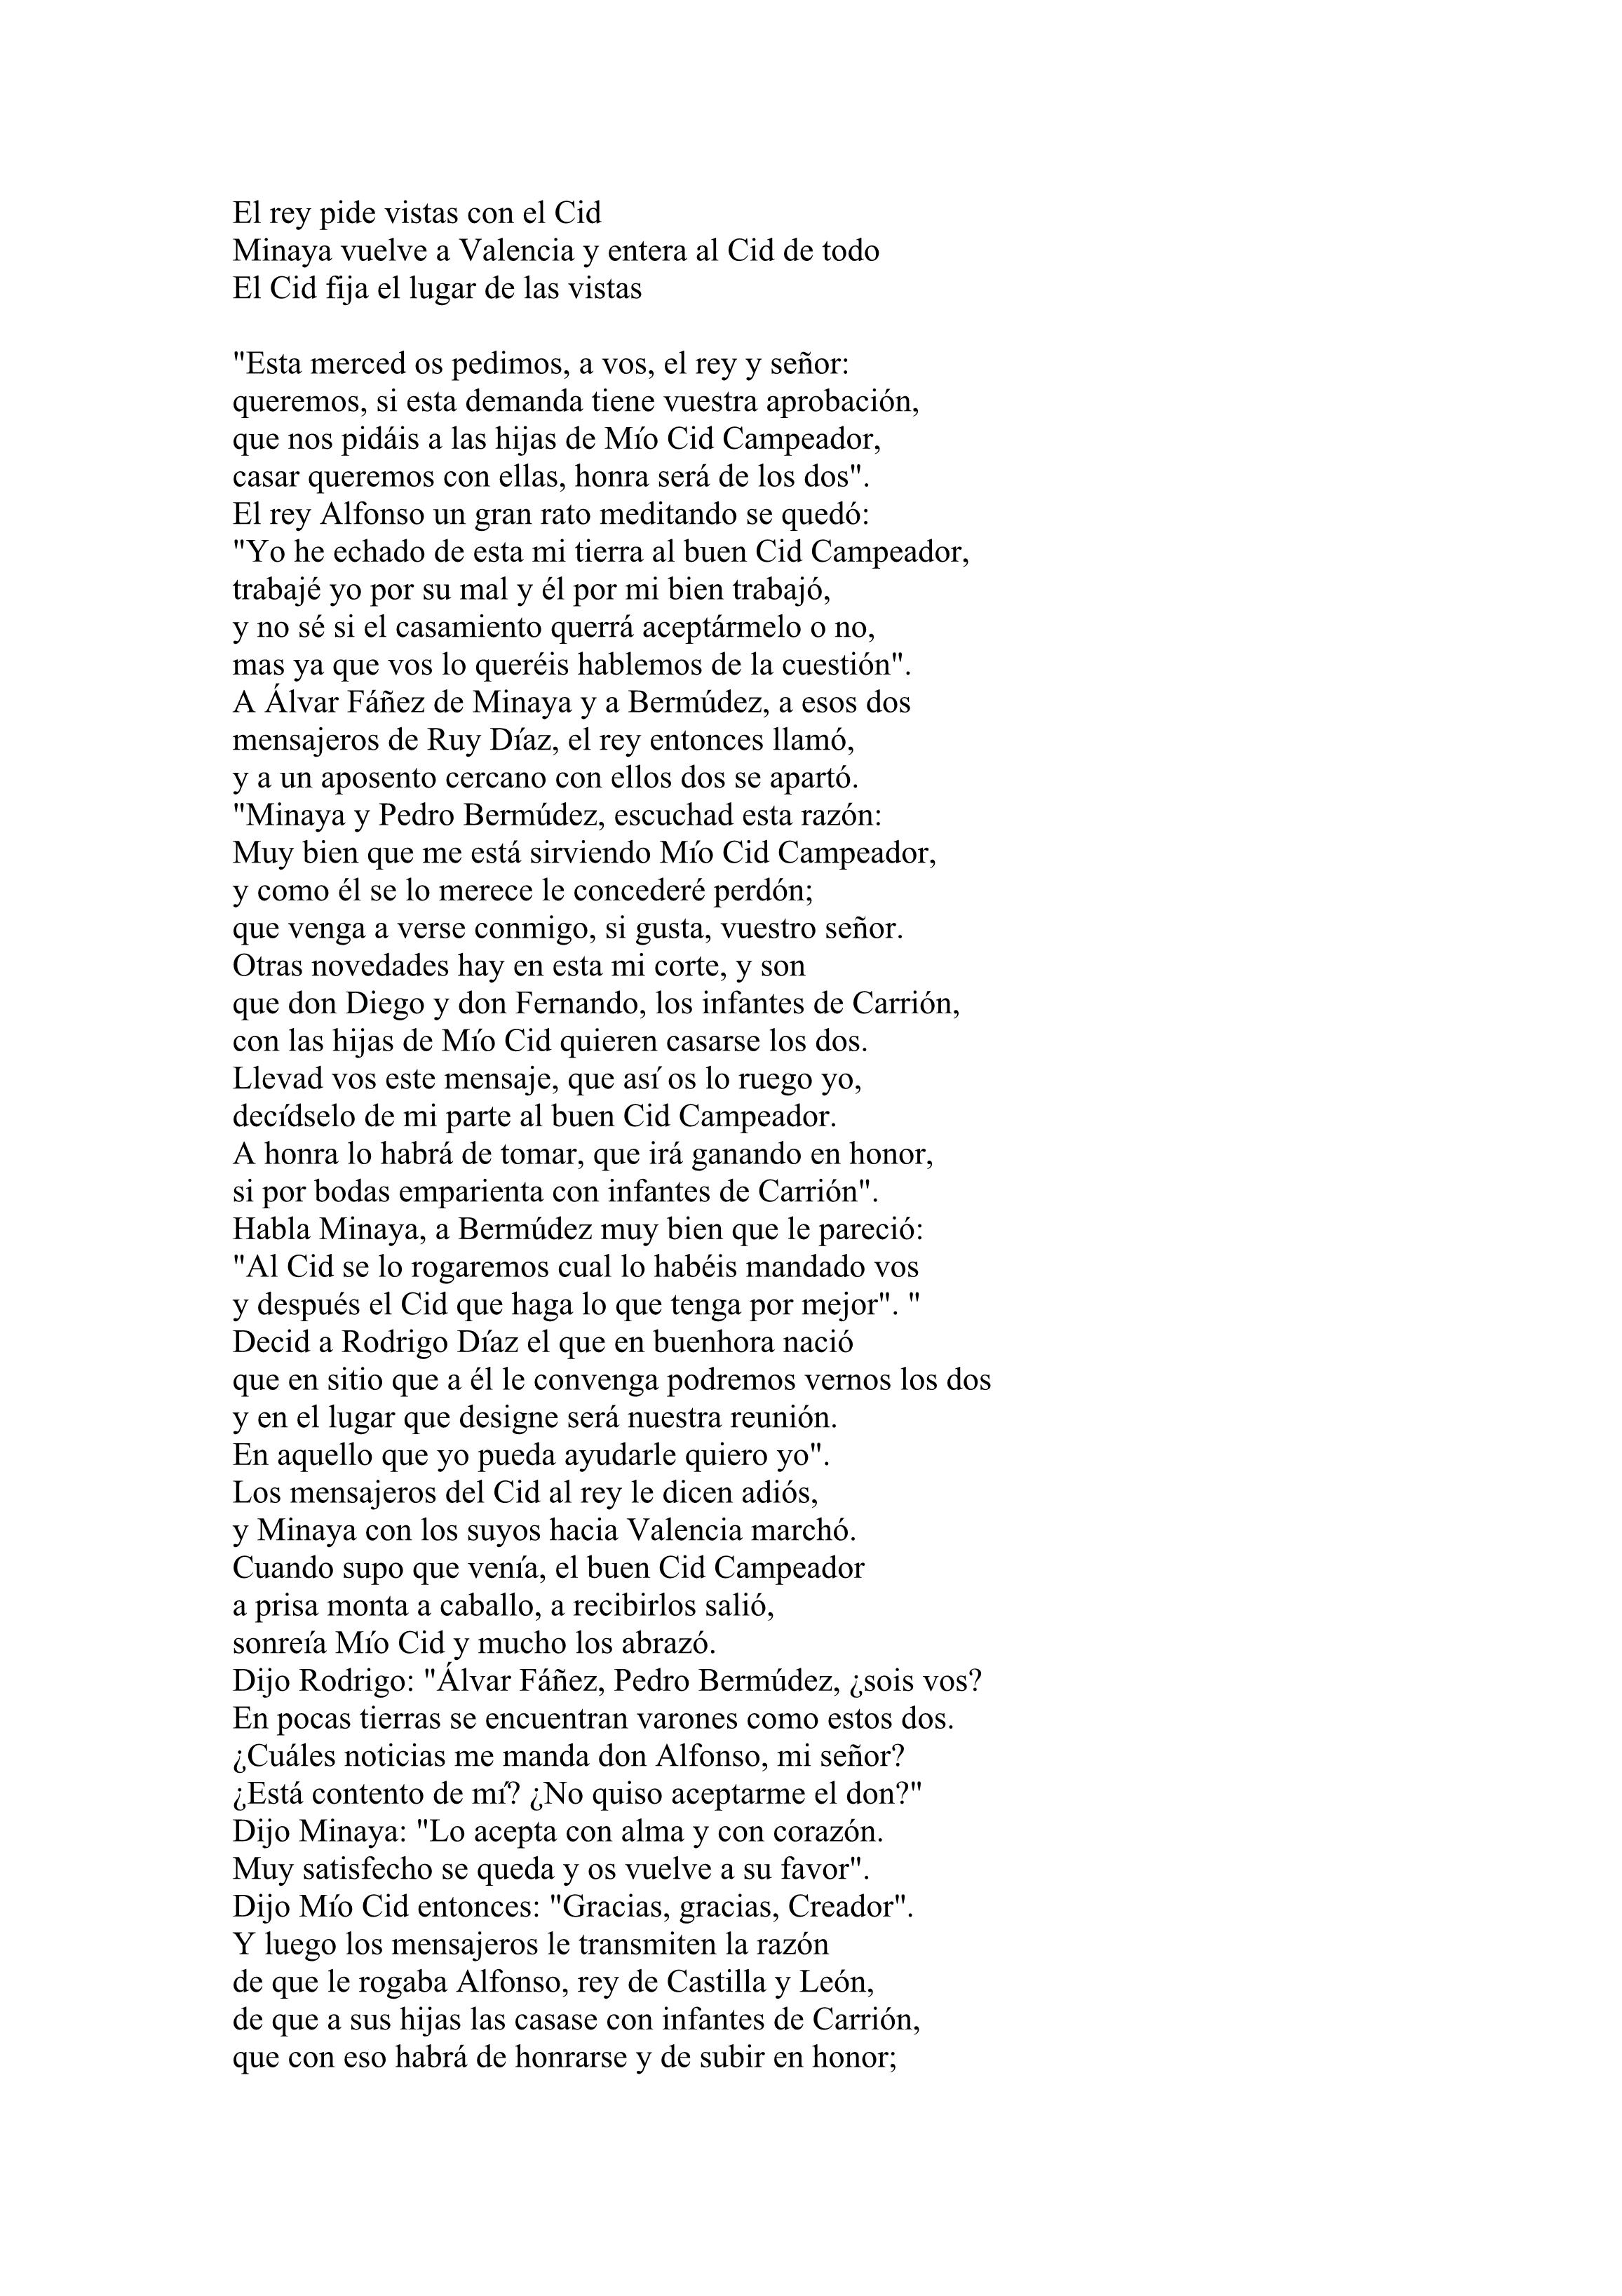 El rey pide vistas con el Cid
Minaya vuelve a Valencia y entera al Cid de todo
El Cid fija el lugar de las vistas

"Esta merced os pedimos, a vos, el rey y señor:
queremos, si esta demanda tiene vuestra aprobación,
que nos pidáis a las hijas de Mío Cid Campeador,
casar queremos con ellas, honra será de los dos".
El rey Alfonso un gran rato meditando se quedó:
"Yo he echado de esta mi tierra al buen Cid Campeador,
trabajé yo por su mal y él por mi bien trabajó,
y no sé si el casamiento querrá aceptármelo o no,
mas ya que vos lo queréis hablemos de la cuestión".
A Álvar Fáñez de Minaya y a Bermúdez, a esos dos
mensajeros de Ruy Díaz, el rey entonces llamó,
y a un aposento cercano con ellos dos se apartó.
"Minaya y Pedro Bermúdez, escuchad esta razón:
Muy bien que me está sirviendo Mío Cid Campeador,
y como él se lo merece le concederé perdón;
que venga a verse conmigo, si gusta, vuestro señor.
Otras novedades hay en esta mi corte, y son
que don Diego y don Fernando, los infantes de Carrión,
con las hijas de Mío Cid quieren casarse los dos.
Llevad vos este mensaje, que así os lo ruego yo,
decídselo de mi parte al buen Cid Campeador.
A honra lo habrá de tomar, que irá ganando en honor,
si por bodas emparienta con infantes de Carrión".
Habla Minaya, a Bermúdez muy bien que le pareció:
"Al Cid se lo rogaremos cual lo habéis mandado vos
y después el Cid que haga lo que tenga por mejor". "
Decid a Rodrigo Díaz el que en buenhora nació
que en sitio que a él le convenga podremos vernos los dos
y en el lugar que designe será nuestra reunión.
En aquello que yo pueda ayudarle quiero yo".
Los mensajeros del Cid al rey le dicen adiós,
y Minaya con los suyos hacia Valencia marchó.
Cuando supo que venía, el buen Cid Campeador
a prisa monta a caballo, a recibirlos salió,
sonreía Mío Cid y mucho los abrazó.
Dijo Rodrigo: "Álvar Fáñez, Pedro Bermúdez, ¿sois vos?
En pocas tierras se encuentran varones como estos dos.
¿Cuáles noticias me manda don Alfonso, mi señor?
¿Está contento de mí? ¿No quiso aceptarme el don?"
Dijo Minaya: "Lo acepta con alma y con corazón.
Muy satisfecho se queda y os vuelve a su favor".
Dijo Mío Cid entonces: "Gracias, gracias, Creador".
Y luego los mensajeros le transmiten la razón
de que le rogaba Alfonso, rey de Castilla y León,
de que a sus hijas las casase con infantes de Carrión,
que con eso habrá de honrarse y de subir en honor;